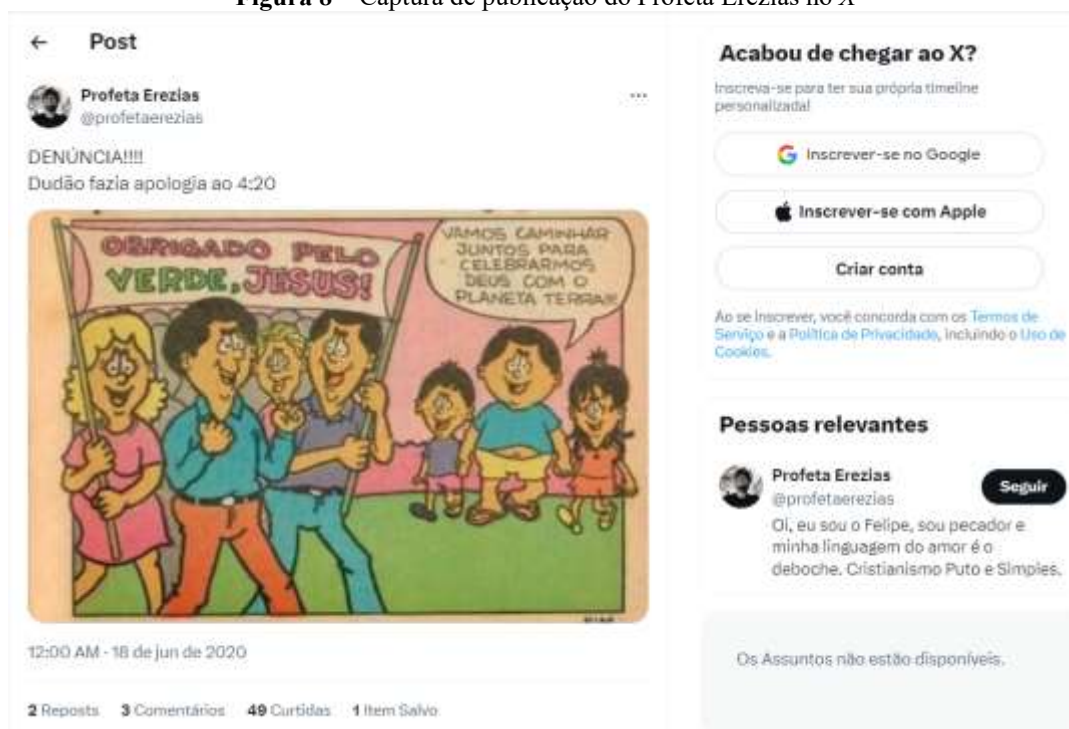 Figura 8 – Captura de publicação do Profeta Erezias no X
← Post
Profeta Erezias
@profetaerezias
...
DENÚNCIA!!!!
Dudão fazia apologia ao 4:20
OBRIGADO PELO
VERDE, JESUS!
VAMOS CAMINHAR
JUNTOS PARA
CELEBRARMOS
DEUS COM O
PLANETA TERRA!!!
12:00 AM · 18 de jun de 2020
2 Reposts 3 Comentários 49 Curtidas 1 Item Salvo
Acabou de chegar ao X?
Inscreva-se para ter sua própria timeline
personalizada!
Inscrever-se no Google
Inscrever-se com Apple
Criar conta
Ao se inscrever, você concorda com os Termos de
Serviço e a Política de Privacidade, incluindo o Uso de
Cookies.
Pessoas relevantes
Profeta Erezias
@profetaerezias
Seguir
Oi, eu sou o Felipe, sou pecador e
minha linguagem do amor é o
deboche. Cristianismo Puto e Simples.
Os Assuntos não estão disponíveis.